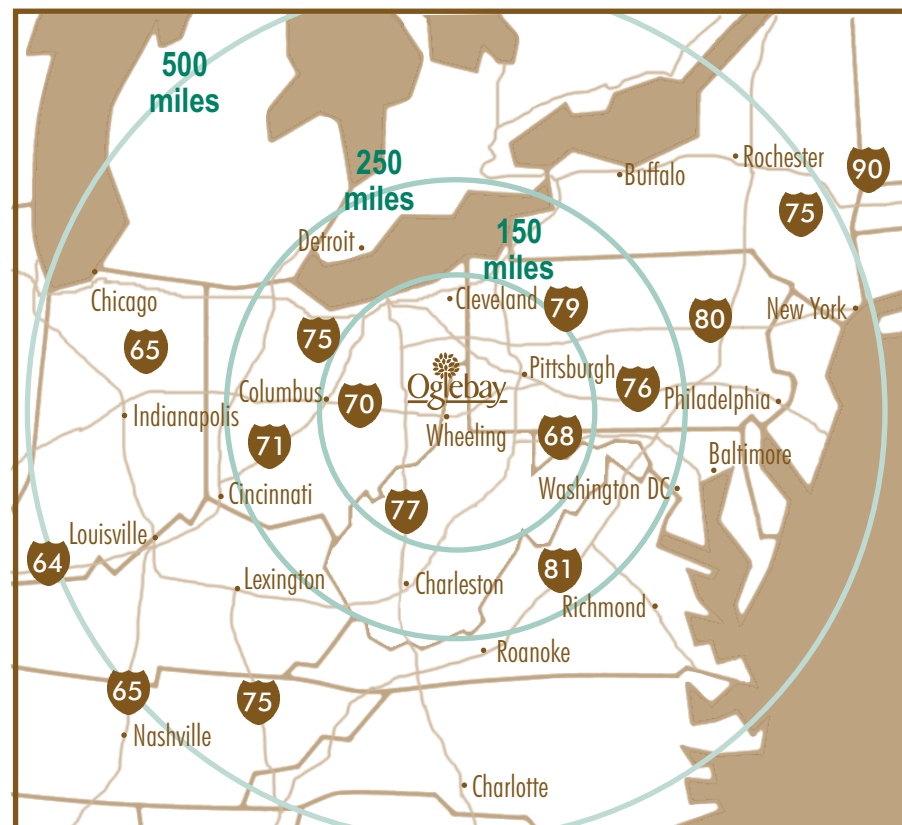 500
miles
250
miles
150
miles
Rochester
90
Buffalo
75
Detroit
Chicago
Cleveland
79
New York
80
65
75
Pittsburgh
76
Oglebay
Columbus
70
Philadelphia
Indianapolis
Wheeling
68
71
Baltimore
Washington DC
Cincinnati
77
Louisville
64
81
Lexington
Charleston
Richmond
Roanoke
65
75
Nashville
Charlotte